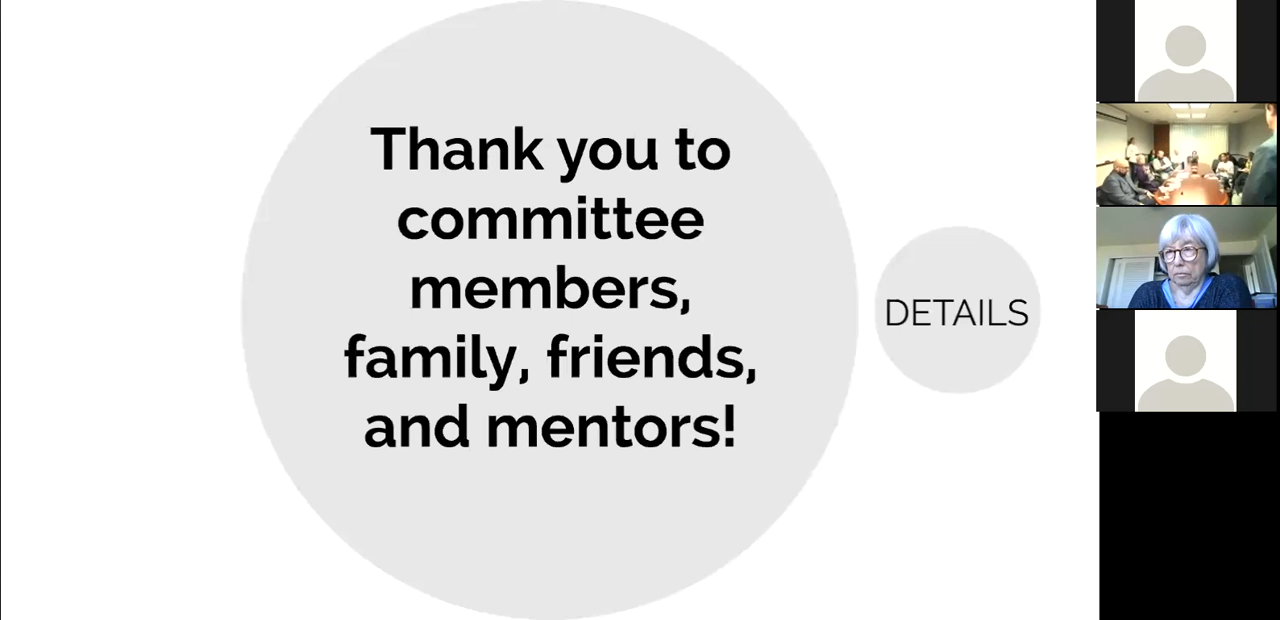 Thank you to
committee
members,
family, friends,
and mentors!
DETAILS